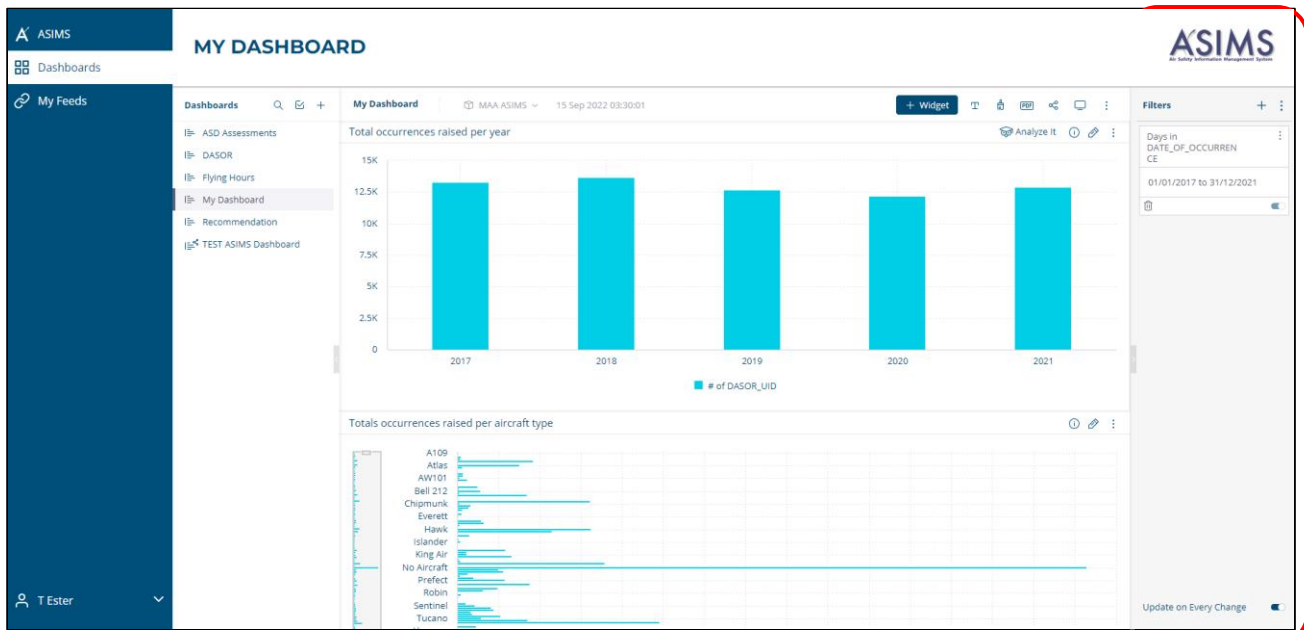 ASIMS
Dashboards
My Feeds
T Ester
MY DASHBOARD
ASIMS
Air Safety Information Management System
Dashboards
ASD Assessments
DASOR
Flying Hours
My Dashboard
Recommendation
TEST ASIMS Dashboard
My Dashboard MAA ASIMS 15 Sep 2022 03:30:01 + Widget T PDF
Total occurrences raised per year Analyze It
15K
12.5K
10K
7.5K
5K
2.5K
0
2017 2018 2019 2020 2021
# of DASOR_UID
Totals occurrences raised per aircraft type
A109
Atlas
AW101
Bell 212
Chipmunk
Everett
Hawk
Islander
King Air
No Aircraft
Prefect
Robin
Sentinel
Tucano
Filters
Days in
DATE_OF_OCCURREN
CE
01/01/2017 to 31/12/2021
Update on Every Change